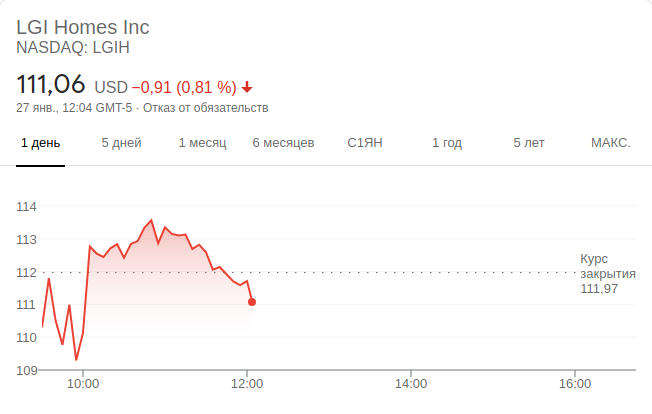 LGI Homes Inc
NASDAQ: LGIH
111,06 USD −0,91 (0,81 %)
27 янв., 12:04 GMT-5 · Отказ от обязательств
1 день 5 дней 1 месяц 6 месяцев С1ЯН 1 год 5 лет МАКС.
114
113
112
111
110
109
Курс
закрытия
111,97
10:00 12:00 14:00 16:00